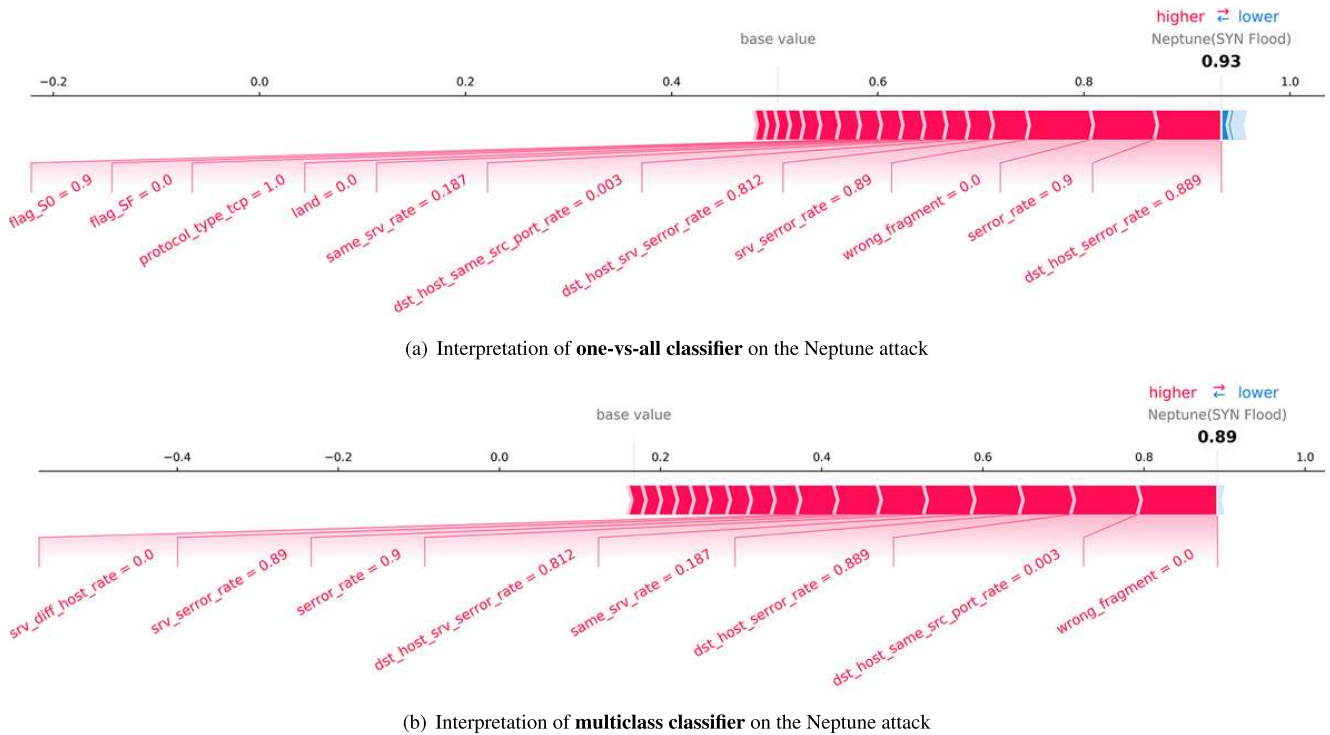 higher ⇄ lower
base value
Neptune(SYN Flood)
0.93
−0.2 0.0 0.2 0.4 0.6 0.8 1.0
flag_S0 = 0.9
flag_SF = 0.0
protocol_type_tcp = 1.0
land = 0.0
same_srv_rate = 0.187
dst_host_same_src_port_rate = 0.003
dst_host_srv_serror_rate = 0.812
srv_serror_rate = 0.89
wrong_fragment = 0.0
serror_rate = 0.9
dst_host_serror_rate = 0.889
(a) Interpretation of one-vs-all classifier on the Neptune attack
higher ⇄ lower
base value
Neptune(SYN Flood)
0.89
−0.4 −0.2 0.0 0.2 0.4 0.6 0.8 1.0
srv_diff_host_rate = 0.0
srv_serror_rate = 0.89
serror_rate = 0.9
dst_host_srv_serror_rate = 0.812
same_srv_rate = 0.187
dst_host_serror_rate = 0.889
dst_host_same_src_port_rate = 0.003
wrong_fragment = 0.0
(b) Interpretation of multiclass classifier on the Neptune attack